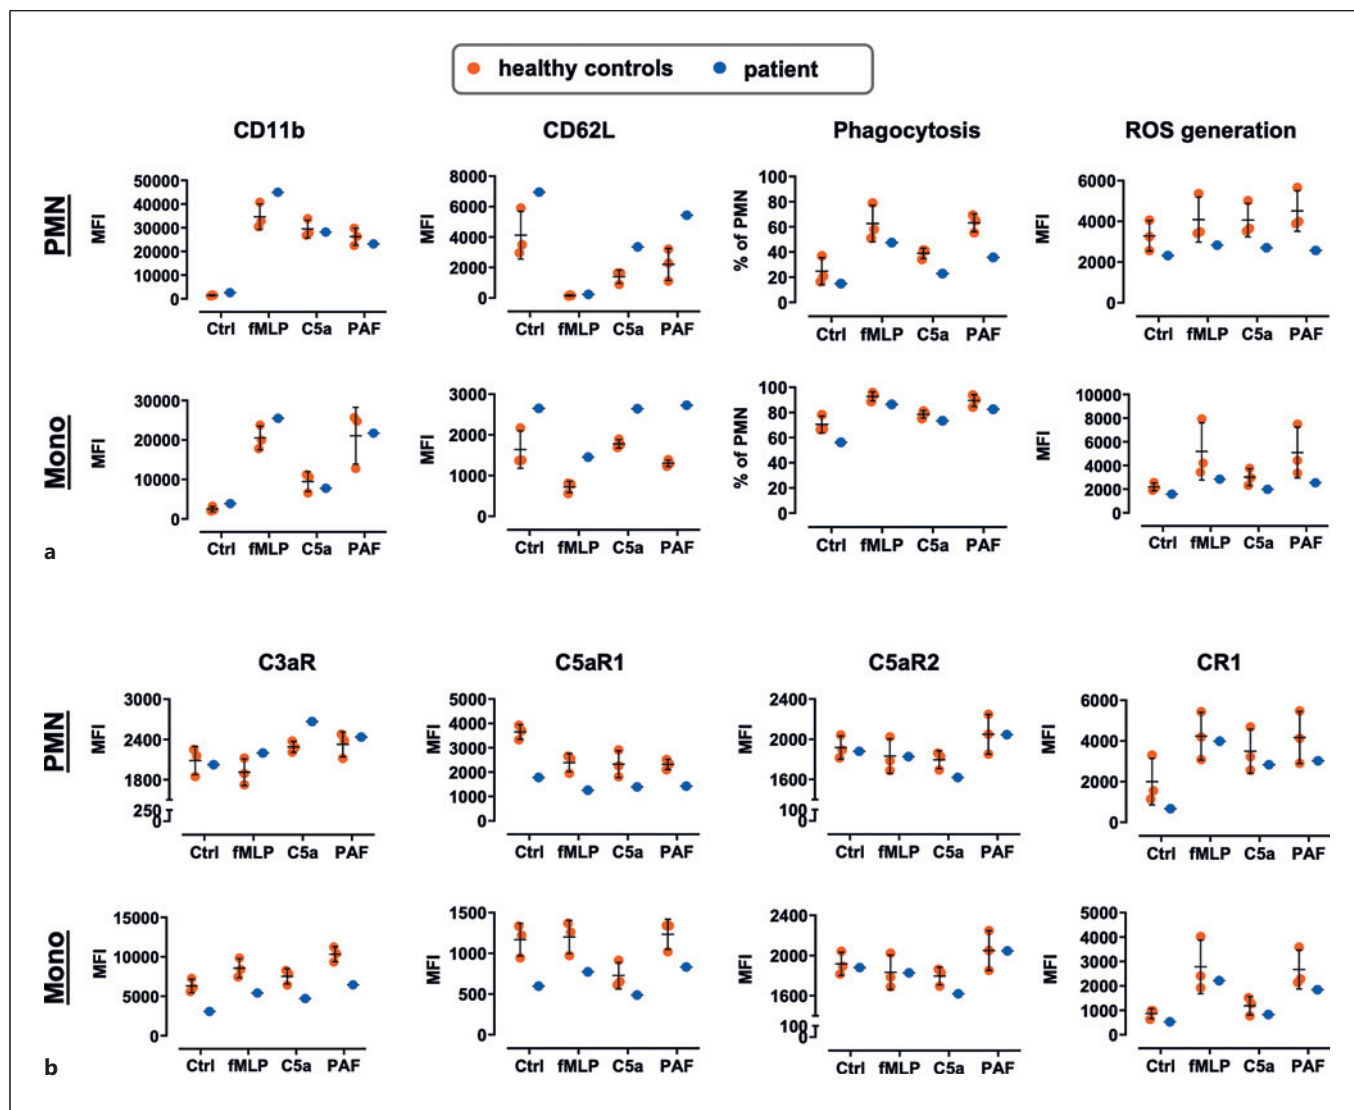 healthy controls patient
CD11b CD62L Phagocytosis ROS generation
PMN
MFI
50000
40000
30000
20000
10000
0
Ctrl fMLP C5a PAF
MFI
8000
6000
4000
2000
0
Ctrl fMLP C5a PAF
% of PMN
100
80
60
40
20
0
Ctrl fMLP C5a PAF
MFI
6000
4000
2000
0
Ctrl fMLP C5a PAF
Mono
MFI
30000
20000
10000
0
Ctrl fMLP C5a PAF
MFI
3000
2000
1000
0
Ctrl fMLP C5a PAF
% of PMN
100
80
60
40
20
0
Ctrl fMLP C5a PAF
MFI
10000
8000
6000
4000
2000
0
Ctrl fMLP C5a PAF
a
C3aR C5aR1 C5aR2 CR1
PMN
MFI
3000
2400
1800
250
0
Ctrl fMLP C5a PAF
MFI
5000
4000
3000
2000
1000
0
Ctrl fMLP C5a PAF
MFI
2400
2000
1600
100
0
Ctrl fMLP C5a PAF
MFI
6000
4000
2000
0
Ctrl fMLP C5a PAF
Mono
MFI
15000
10000
5000
0
Ctrl fMLP C5a PAF
MFI
1500
1000
500
0
Ctrl fMLP C5a PAF
MFI
2400
2000
1600
100
0
Ctrl fMLP C5a PAF
MFI
5000
4000
3000
2000
1000
0
Ctrl fMLP C5a PAF
b